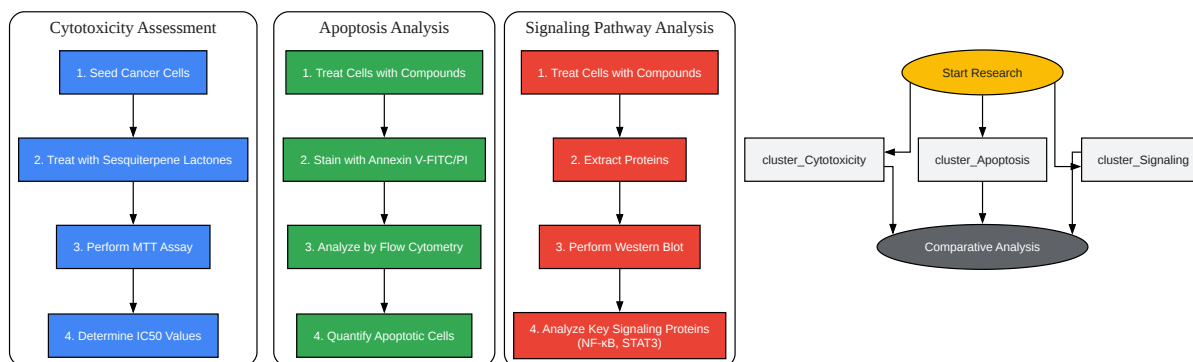 Cytotoxicity Assessment
1. Seed Cancer Cells
2. Treat with Sesquiterpene Lactones
3. Perform MTT Assay
4. Determine IC50 Values
Apoptosis Analysis
1. Treat Cells with Compounds
2. Stain with Annexin V-FITC/PI
3. Analyze by Flow Cytometry
4. Quantify Apoptotic Cells
Signaling Pathway Analysis
1. Treat Cells with Compounds
2. Extract Proteins
3. Perform Western Blot
4. Analyze Key Signaling Proteins
(NF-κB, STAT3)
Start Research
cluster_Cytotoxicity
cluster_Apoptosis
cluster_Signaling
Comparative Analysis